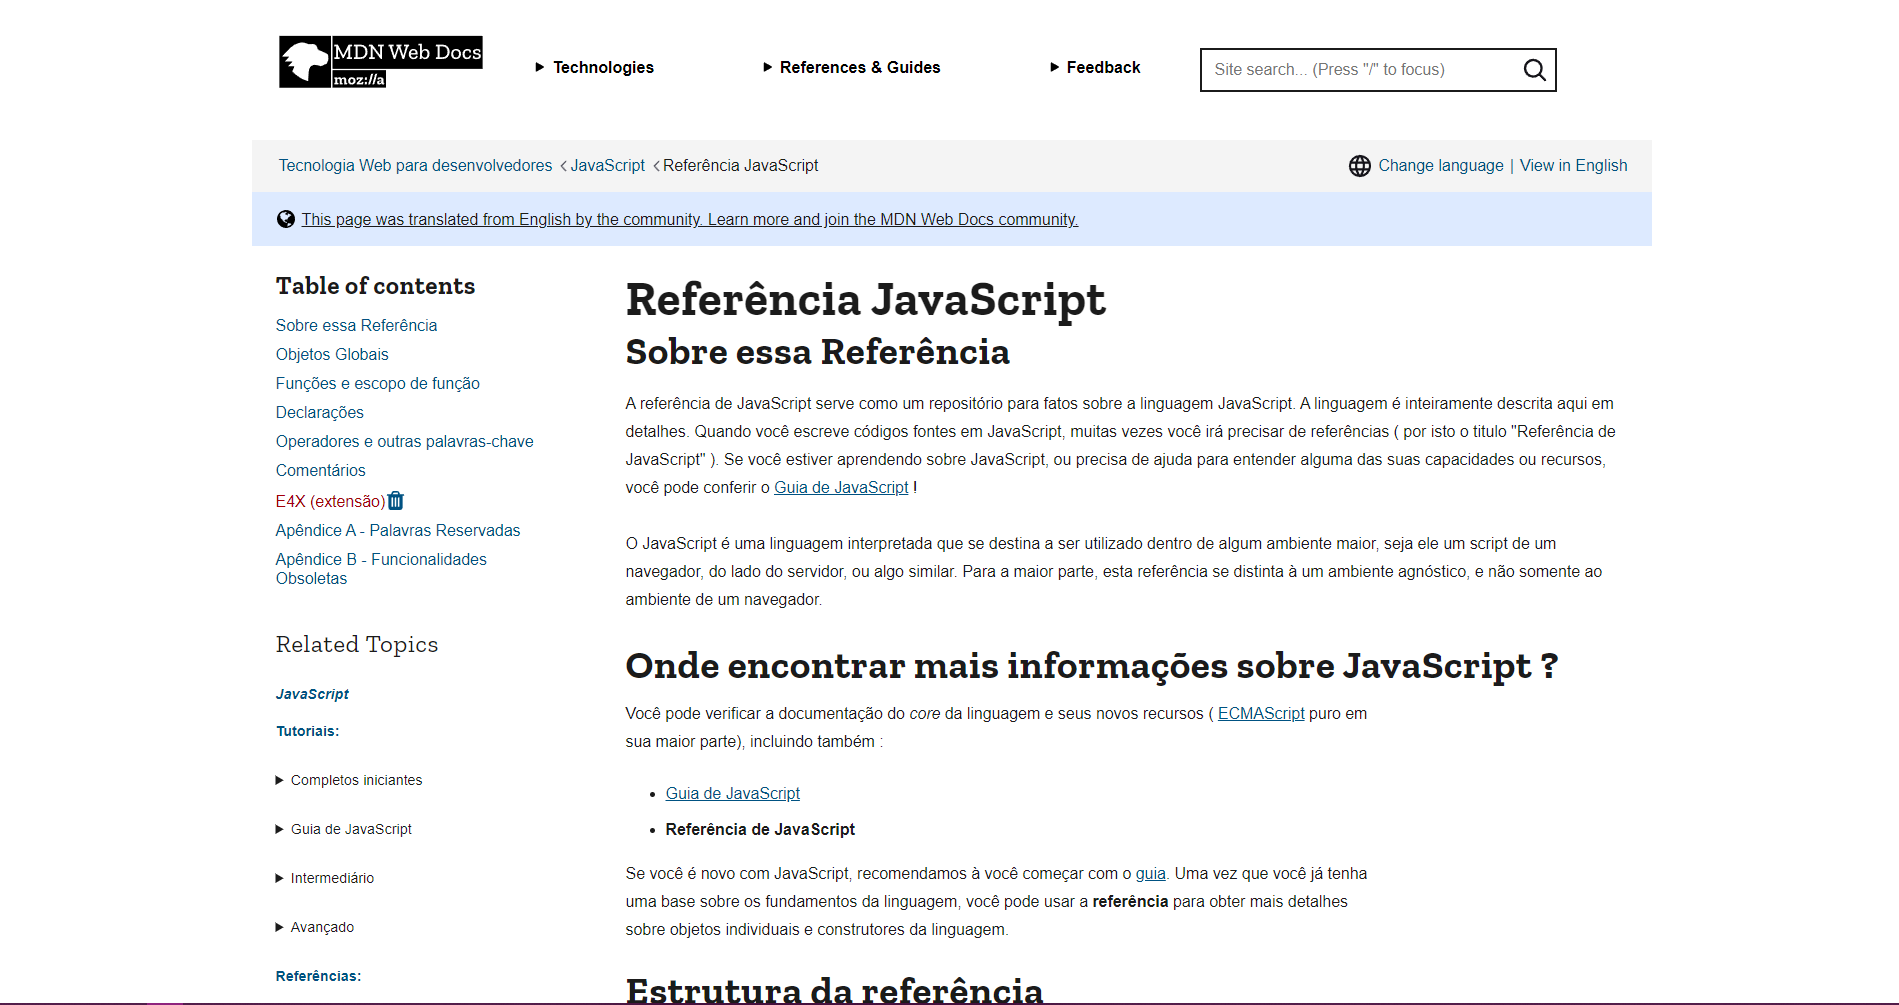 MDN Web Docs
moz://a
Technologies
References & Guides
Feedback
Site search... (Press "/" to focus)
Tecnologia Web para desenvolvedores
JavaScript
Referência JavaScript
Change language | View in English
This page was translated from English by the community. Learn more and join the MDN Web Docs community.
Table of contents
Sobre essa Referência
Objetos Globais
Funções e escopo de função
Declarações
Operadores e outras palavras-chave
Comentários
E4X (extensão)
Apêndice A - Palavras Reservadas
Apêndice B - Funcionalidades
Obsoletas
Related Topics
JavaScript
Tutoriais:
Completos iniciantes
Guia de JavaScript
Intermediário
Avançado
Referências:
Referência JavaScript
Sobre essa Referência
A referência de JavaScript serve como um repositório para fatos sobre a linguagem JavaScript. A linguagem é inteiramente descrita aqui em
detalhes. Quando você escreve códigos fontes em JavaScript, muitas vezes você irá precisar de referências ( por isto o titulo "Referência de
JavaScript" ). Se você estiver aprendendo sobre JavaScript, ou precisa de ajuda para entender alguma das suas capacidades ou recursos,
você pode conferir o Guia de JavaScript !
O JavaScript é uma linguagem interpretada que se destina a ser utilizado dentro de algum ambiente maior, seja ele um script de um
navegador, do lado do servidor, ou algo similar. Para a maior parte, esta referência se distinta à um ambiente agnóstico, e não somente ao
ambiente de um navegador.
Onde encontrar mais informações sobre JavaScript ?
Você pode verificar a documentação do core da linguagem e seus novos recursos ( ECMAScript puro em
sua maior parte), incluindo também :
Guia de JavaScript
Referência de JavaScript
Se você é novo com JavaScript, recomendamos à você começar com o guia. Uma vez que você já tenha
uma base sobre os fundamentos da linguagem, você pode usar a referência para obter mais detalhes
sobre objetos individuais e construtores da linguagem.
Estrutura da referência